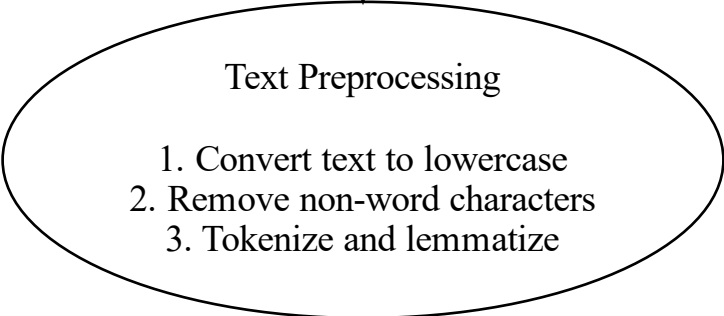 Text Preprocessing
1. Convert text to lowercase
2. Remove non-word characters
3. Tokenize and lemmatize